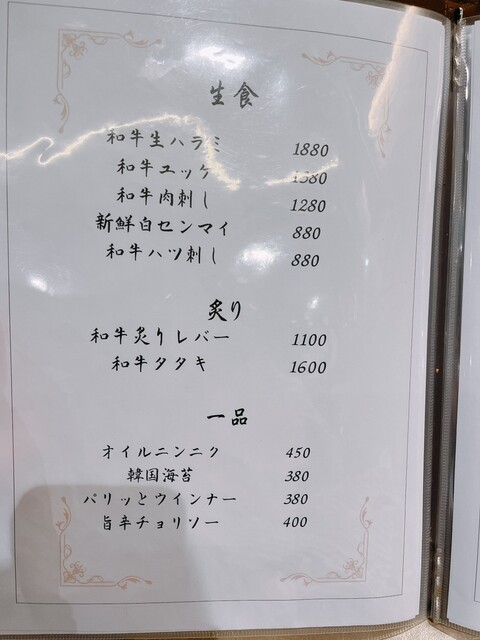 生食
和牛生ハラミ 1880
和牛ユッケ 1380
和牛肉刺し 1280
新鮮白センマイ 880
和牛ハツ刺し 880
炙り
和牛炙りレバー 1100
和牛タタキ 1600
一品
オイルニンニク 450
韓国海苔 380
パリッとウインナー 380
旨辛チョリソー 400